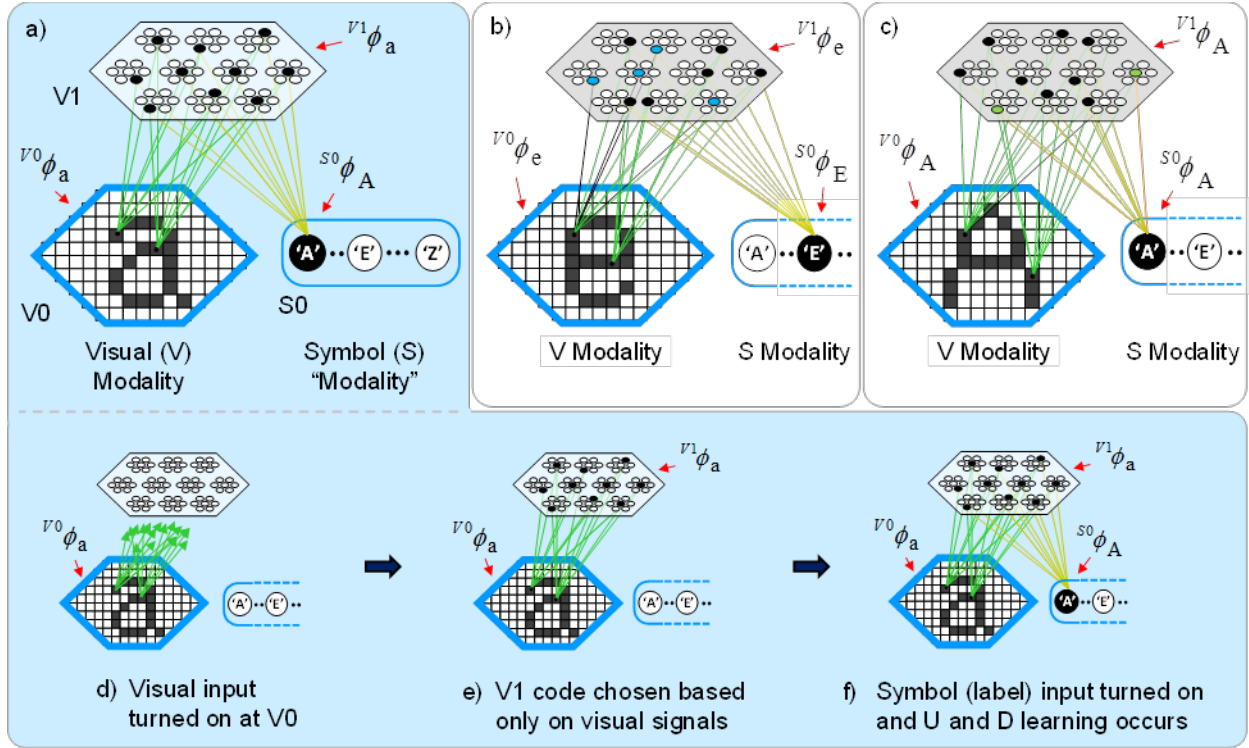 a)
V1ϕa
V1
V0ϕa
S0ϕA
'A' ·· 'E' ··· 'Z'
V0
S0
Visual (V)
Modality
Symbol (S)
“Modality”
b)
V1ϕe
V0ϕe
S0ϕE
'A' ·· 'E' ··
V Modality
S Modality
c)
V1ϕA
V0ϕA
S0ϕA
'A' ·· 'E' ··
V Modality
S Modality
V0ϕa
'A' ·· 'E' ··
d) Visual input
turned on at V0
V1ϕa
V0ϕa
'A' ·· 'E' ··
e) V1 code chosen based
only on visual signals
V1ϕa
V0ϕa
S0ϕA
'A' ·· 'E' ··
f) Symbol (label) input turned on
and U and D learning occurs